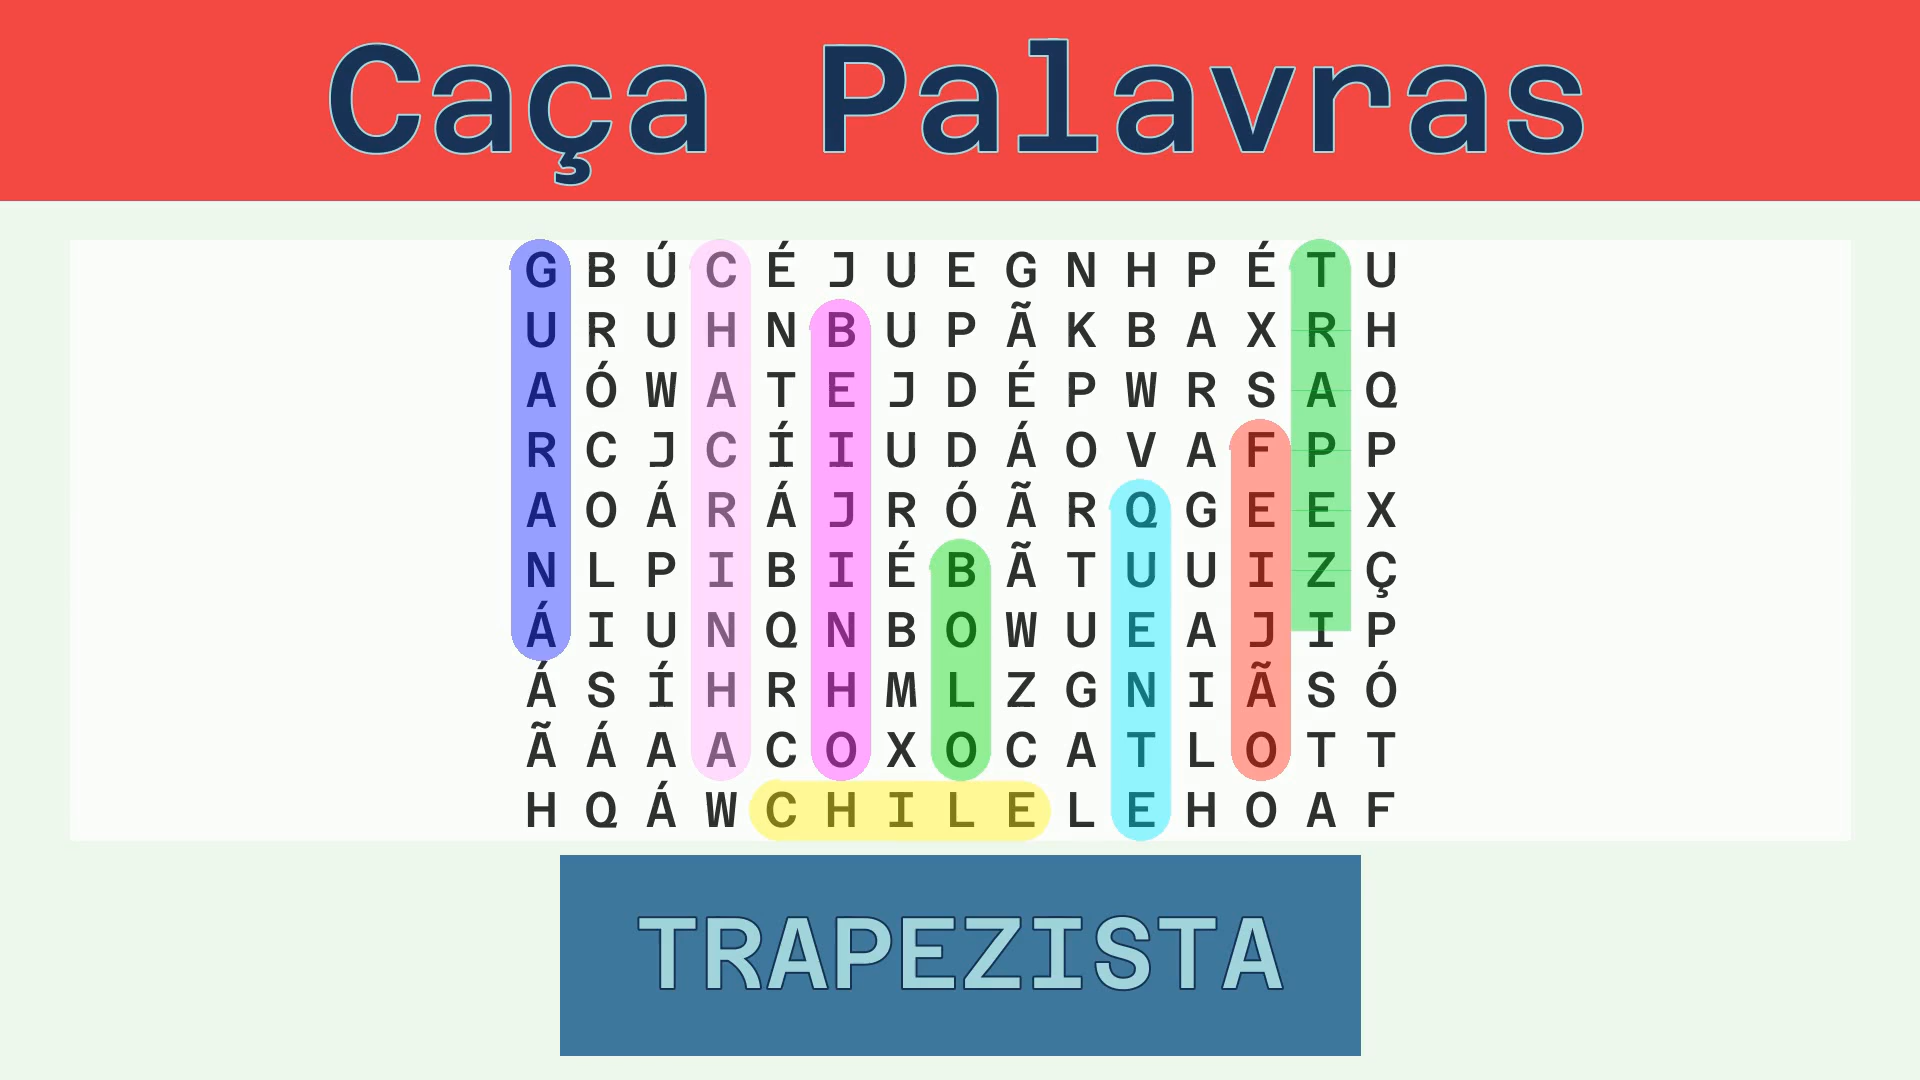 Caça Palavras
G B Ú C É J U E G N H P É T U
U R U H N B U P Ã K B A X R H
A Ó W A T E J D É P W R S A Q
R C J C Í I U D Á O V A F P P
A O Á R Á J R Ó Ã R Q G E E X
N L P I B I É B Ã T U U I Z Ç
Á I U N Q N B O W U E A J I P
Á S Í H R H M L Z G N I Ã S Ó
Ã Á A A C O X O C A T L O T T
H Q Á W C H I L E L E H O A F
TRAPEZISTA